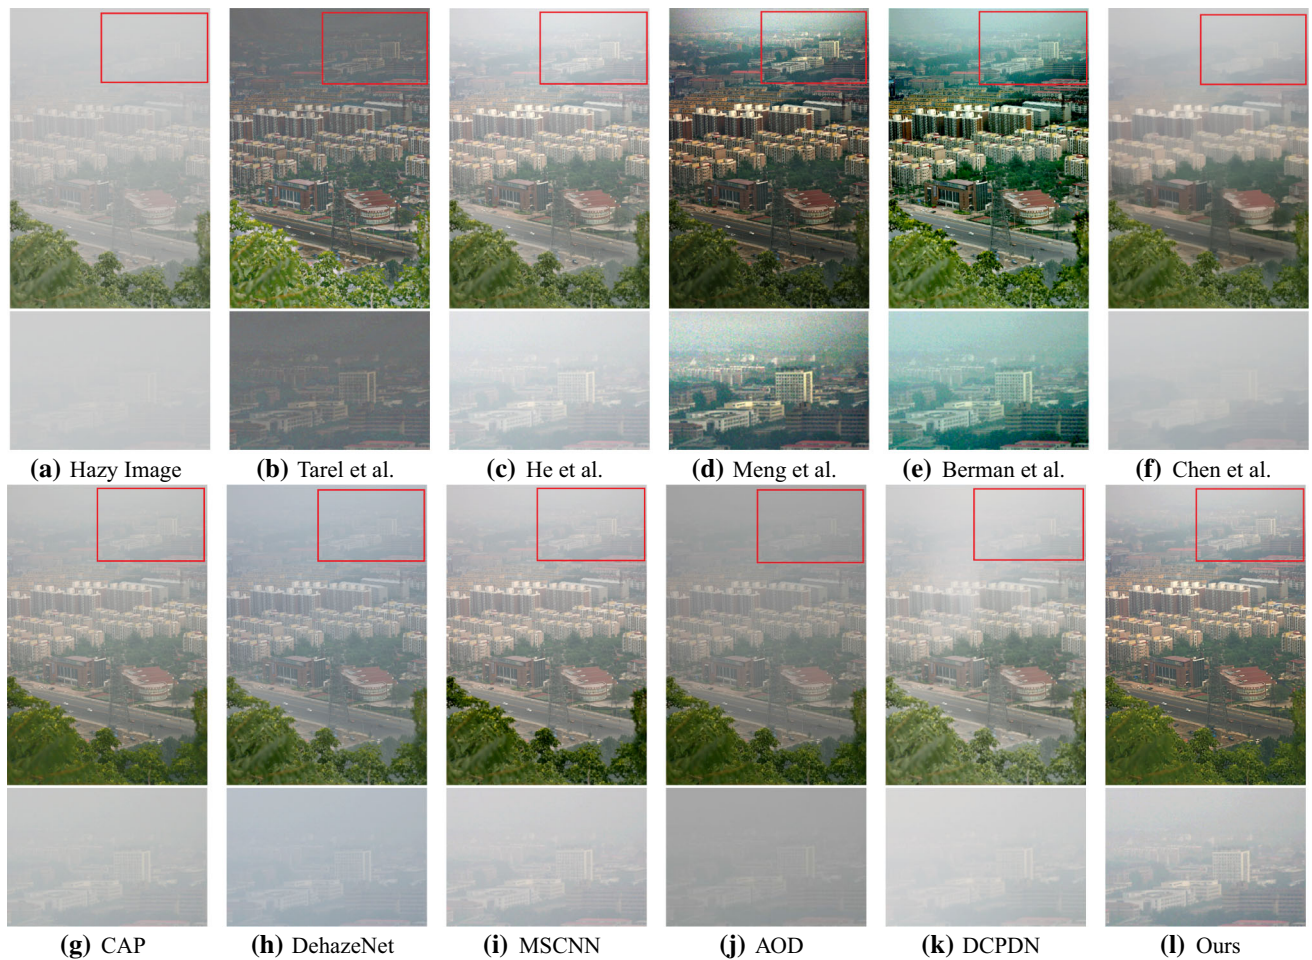 (a) Hazy Image
(b) Tarel et al.
(c) He et al.
(d) Meng et al.
(e) Berman et al.
(f) Chen et al.
(g) CAP
(h) DehazeNet
(i) MSCNN
(j) AOD
(k) DCPDN
(l) Ours